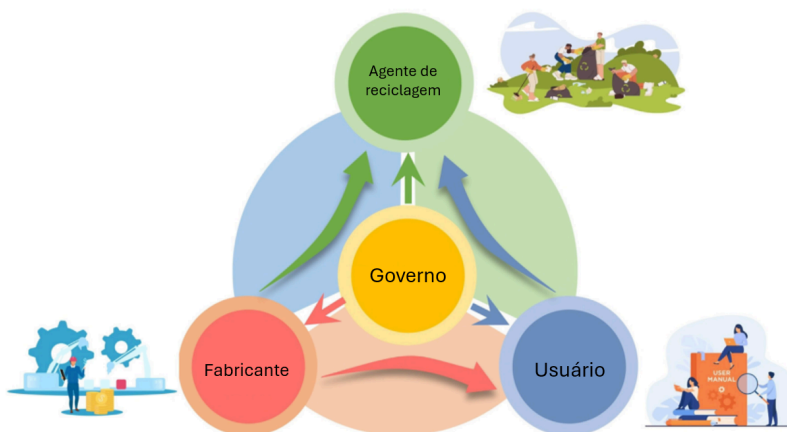 Agente de
reciclagem
Governo
Fabricante
Usuário
USER
MANUAL